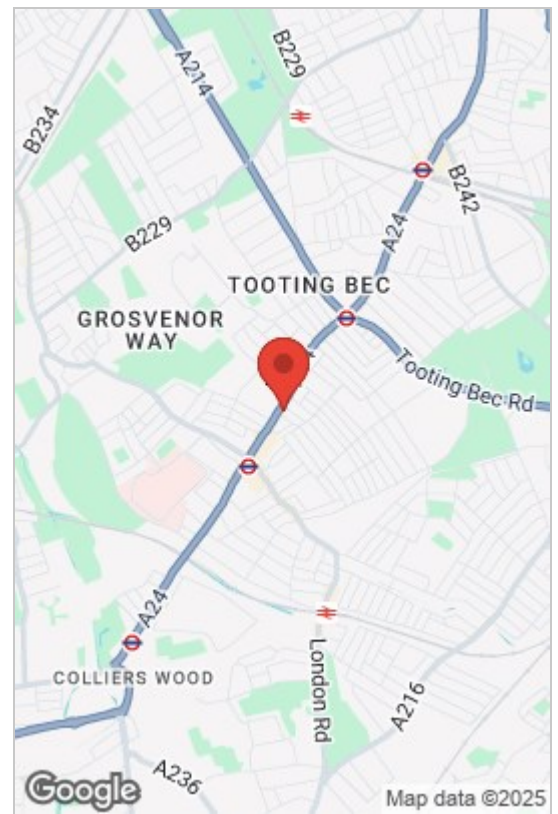 B229
A214
B234
B242
A24
B229
TOOTING BEC
GROSVENOR
WAY
Tooting Bec Rd
A24
COLLIERS WOOD
London Rd
A216
A236
Google
Map data ©2025